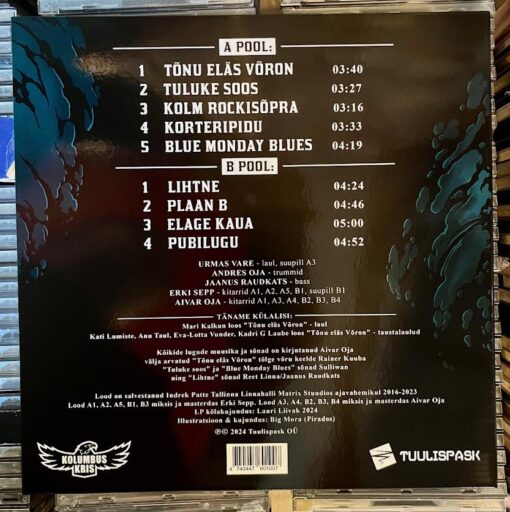 A POOL:
1 TÕNU ELÄS VÕRON 03:40
2 TULUKE SOOS 03:27
3 KOLM ROCKISÕPRA 03:16
4 KORTERIPIDU 03:33
5 BLUE MONDAY BLUES 04:19
B POOL:
1 LIHTNE 04:24
2 PLAAN B 04:46
3 ELAGE KAUA 05:00
4 PUBILUGU 04:52
URMAS VARE - laul, suupill A3
ANDRES OJA - trummid
JAANUS RAUDKATS - bass
ERKI SEPP - kitarrid A1, A2, A5, B1, suupill B1
AIVAR OJA - kitarrid A1, A3, A4, B2, B3, B4
TÄNAME KÜLALISI:
Mari Kalkun loos "Tõnu eläs Võron" - laul
Kati Lumiste, Anu Taul, Eva-Lotta Vunder, Kadri G Laube loos "Tõnu eläs Võron" - taustalaulud
Kõikide lugude muusika ja sõnad on kirjutanud Aivar Oja
välja arvatud "Tõnu eläs Võron" tõlge võru keelde Rainer Kuuba
"Tuluke soos" ja "Blue Monday Blues" sõnad Sulliwan
ning "Lihtne" sõnad Reet Linna/Jaanus Raudkats
Lood on salvestanud Indrek Patte Tallinna Linnahalli Matrix Studios ajavahemikul 2016-2023
Lood A1, A2, A5, B1, B3 miksis ja masterdas Erki Sepp. Lood A3, A4, B2, B3, B4 miksis ja masterdas Aivar Oja
LP kõlakujundus: Lauri Liivak 2024
Illustratsioon & kujundus: Big Mora (Pirados)
℗© 2024 Tuulispask OÜ
KOLUMBUS
KRIS
4 740447 601007
TUULISPASK